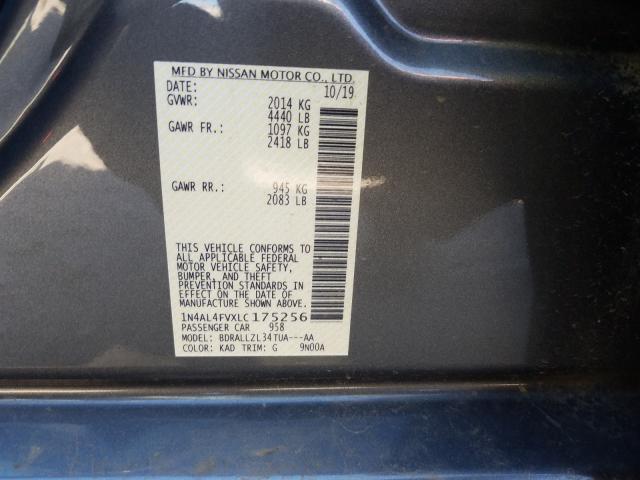 MFD BY NISSAN MOTOR CO., LTD.
DATE: 10/19
GVWR: 2014 KG
4440 LB
GAWR FR.: 1097 KG
2418 LB
GAWR RR.: 945 KG
2083 LB
THIS VEHICLE CONFORMS TO
ALL APPLICABLE FEDERAL
MOTOR VEHICLE SAFETY,
BUMPER, AND THEFT
PREVENTION STANDARDS IN
EFFECT ON THE DATE OF
MANUFACTURE SHOWN ABOVE.
1N4AL4FVXLC175256
PASSENGER CAR 958
MODEL: BDRALLZL34TUA---AA
COLOR: KAD TRIM: G 9N00A